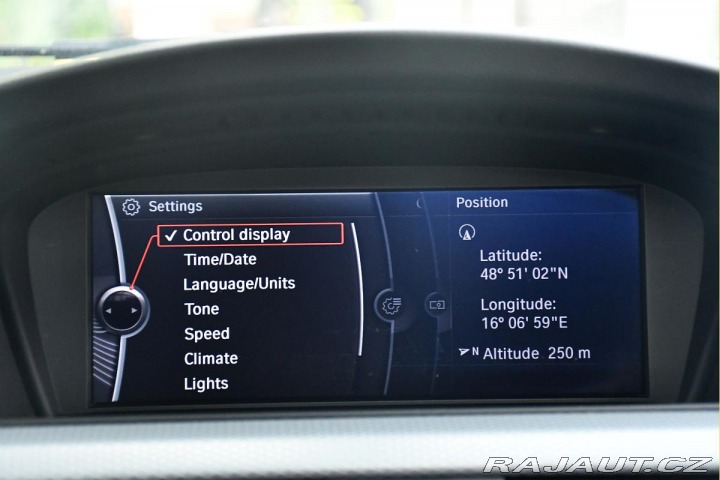 Settings
✓ Control display
Time/Date
Language/Units
Tone
Speed
Climate
Lights
Position
Latitude:
48° 51' 02"N
Longitude:
16° 06' 59"E
N Altitude 250 m
RAJAUT.CZ